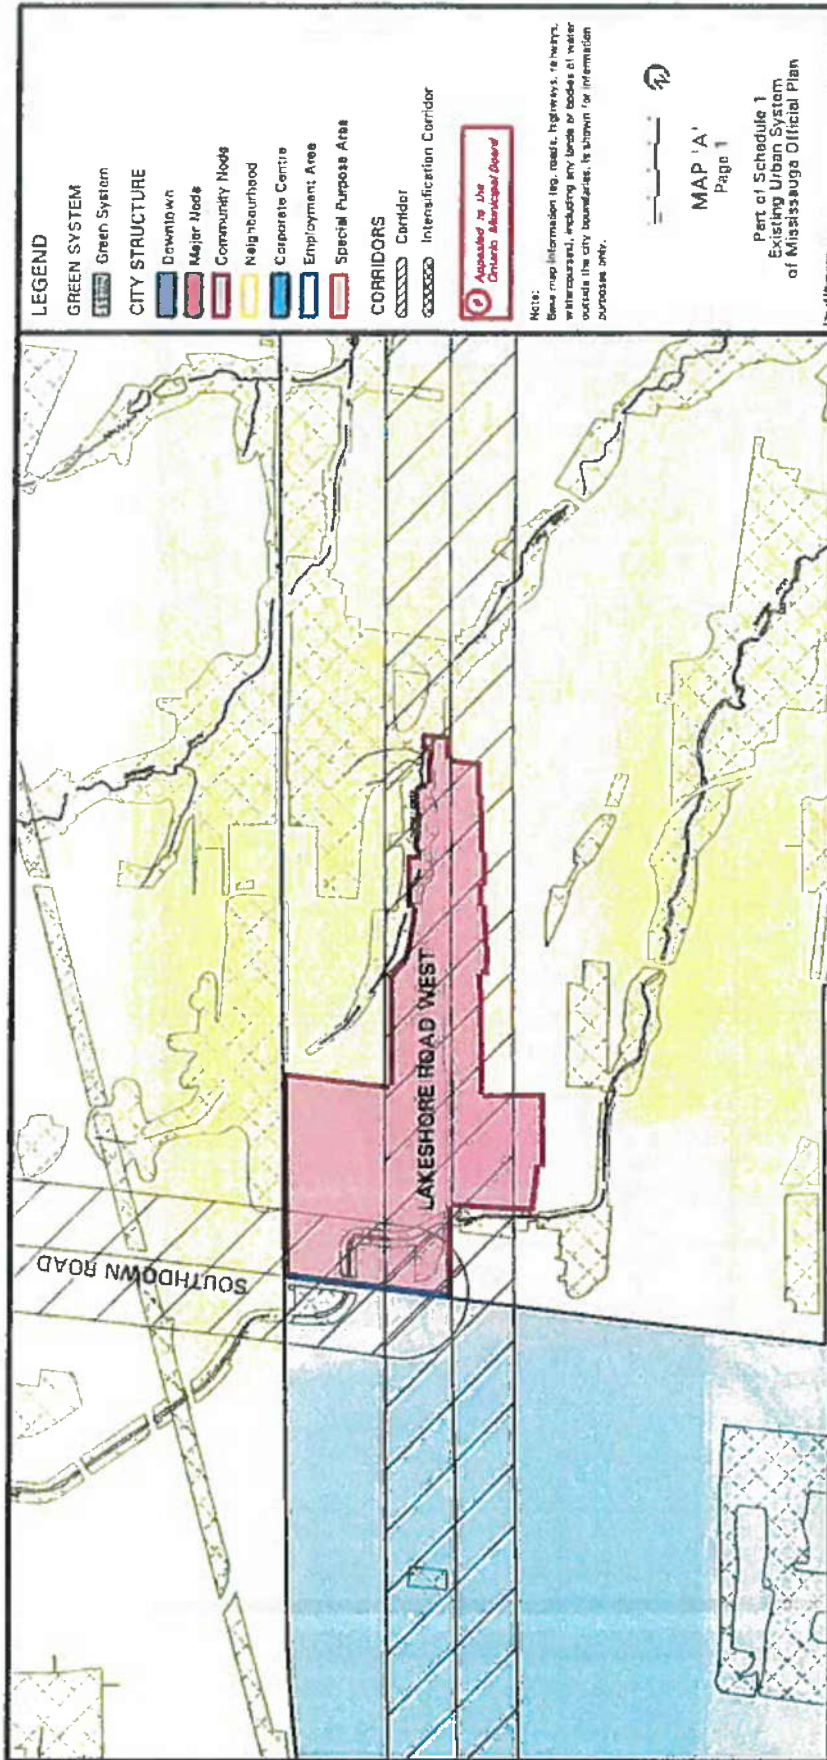 LEGEND
GREEN SYSTEM
Green System
CITY STRUCTURE
Downtown
Major Node
Community Node
Neighbourhood
Corporate Centre
Employment Area
Special Purpose Area
CORRIDORS
Corridor
Intensification Corridor
Appealed to the
Ontario Municipal Board
Note:
Base map information (eg. roads, highways, railways,
watercourses), including any lands or bodies of water
outside the city boundaries, is shown for information
purposes only.
MAP 'A'
Page 1
Part of Schedule 1
Existing Urban System
of Mississauga Official Plan
SOUTHDOWN ROAD
LAKESHORE ROAD WEST